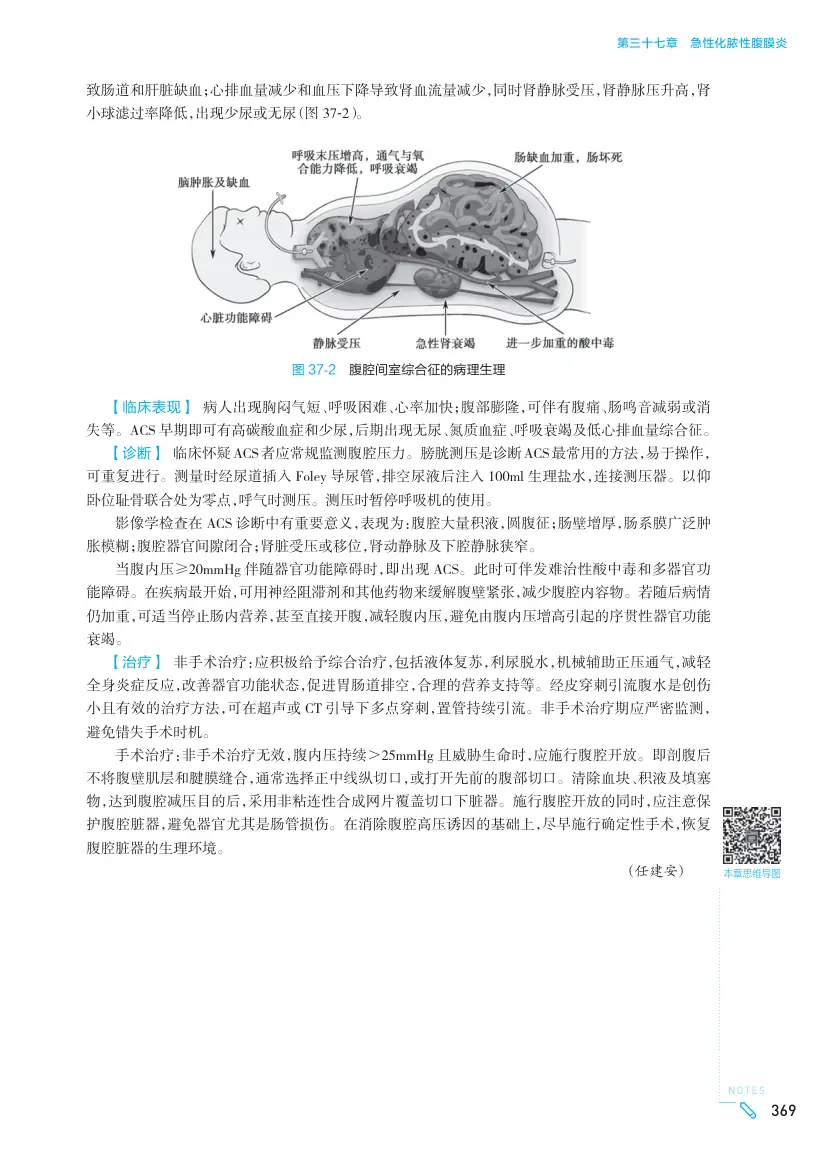 第三十七章 急性化脓性腹膜炎
致肠道和肝脏缺血;心排血量减少和血压下降导致肾血流量减少,同时肾静脉受压,肾静脉压升高,肾
小球滤过率降低,出现少尿或无尿(图 37-2)。
呼吸末压增高,通气与氧
合能力降低,呼吸衰竭
肠缺血加重,肠坏死
脑肿胀及缺血
心脏功能障碍
静脉受压
急性肾衰竭
进一步加重的酸中毒
图 37-2 腹腔间室综合征的病理生理
【临床表现】 病人出现胸闷气短、呼吸困难、心率加快;腹部膨隆,可伴有腹痛、肠鸣音减弱或消
失等。ACS 早期即可有高碳酸血症和少尿,后期出现无尿、氮质血症、呼吸衰竭及低心排血量综合征。
【诊断】 临床怀疑 ACS 者应常规监测腹腔压力。膀胱测压是诊断 ACS 最常用的方法,易于操作,
可重复进行。测量时经尿道插入 Foley 导尿管,排空尿液后注入 100ml 生理盐水,连接测压器。以仰
卧位耻骨联合处为零点,呼气时测压。测压时暂停呼吸机的使用。
影像学检查在 ACS 诊断中有重要意义,表现为:腹腔大量积液,圆腹征;肠壁增厚,肠系膜广泛肿
胀模糊;腹腔器官间隙闭合;肾脏受压或移位,肾动静脉及下腔静脉狭窄。
当腹内压≥20mmHg 伴随器官功能障碍时,即出现 ACS。此时可伴发难治性酸中毒和多器官功
能障碍。在疾病最开始,可用神经阻滞剂和其他药物来缓解腹壁紧张,减少腹腔内容物。若随后病情
仍加重,可适当停止肠内营养,甚至直接开腹,减轻腹内压,避免由腹内压增高引起的序贯性器官功能
衰竭。
【治疗】 非手术治疗:应积极给予综合治疗,包括液体复苏,利尿脱水,机械辅助正压通气,减轻
全身炎症反应,改善器官功能状态,促进胃肠道排空,合理的营养支持等。经皮穿刺引流腹水是创伤
小且有效的治疗方法,可在超声或 CT 引导下多点穿刺,置管持续引流。非手术治疗期应严密监测,
避免错失手术时机。
手术治疗:非手术治疗无效,腹内压持续>25mmHg 且威胁生命时,应施行腹腔开放。即剖腹后
不将腹壁肌层和腱膜缝合,通常选择正中线纵切口,或打开先前的腹部切口。清除血块、积液及填塞
物,达到腹腔减压目的后,采用非粘连性合成网片覆盖切口下脏器。施行腹腔开放的同时,应注意保
护腹腔脏器,避免器官尤其是肠管损伤。在消除腹腔高压诱因的基础上,尽早施行确定性手术,恢复
腹腔脏器的生理环境。
(任建安)
本章思维导图
NOTES
369